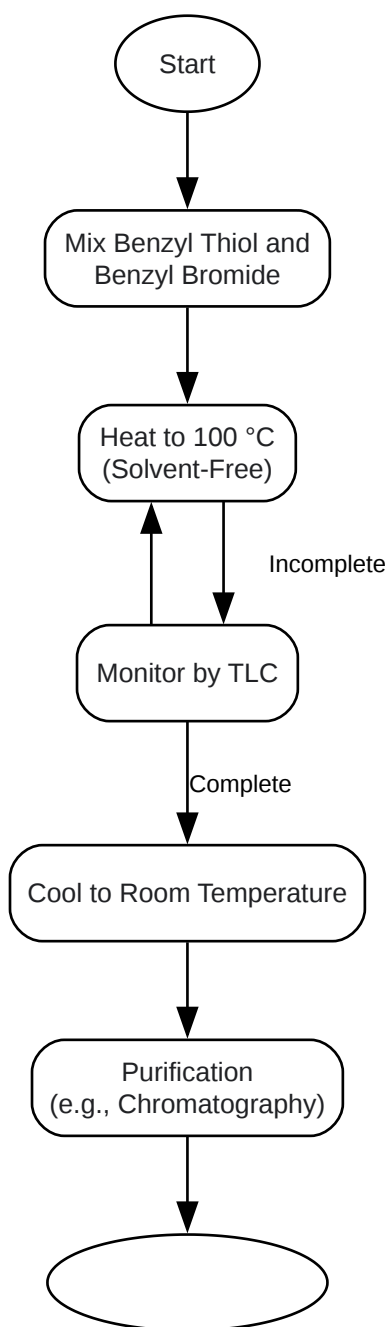 Start
Mix Benzyl Thiol and
Benzyl Bromide
Heat to 100 °C
(Solvent-Free)
Incomplete
Monitor by TLC
Complete
Cool to Room Temperature
Purification
(e.g., Chromatography)